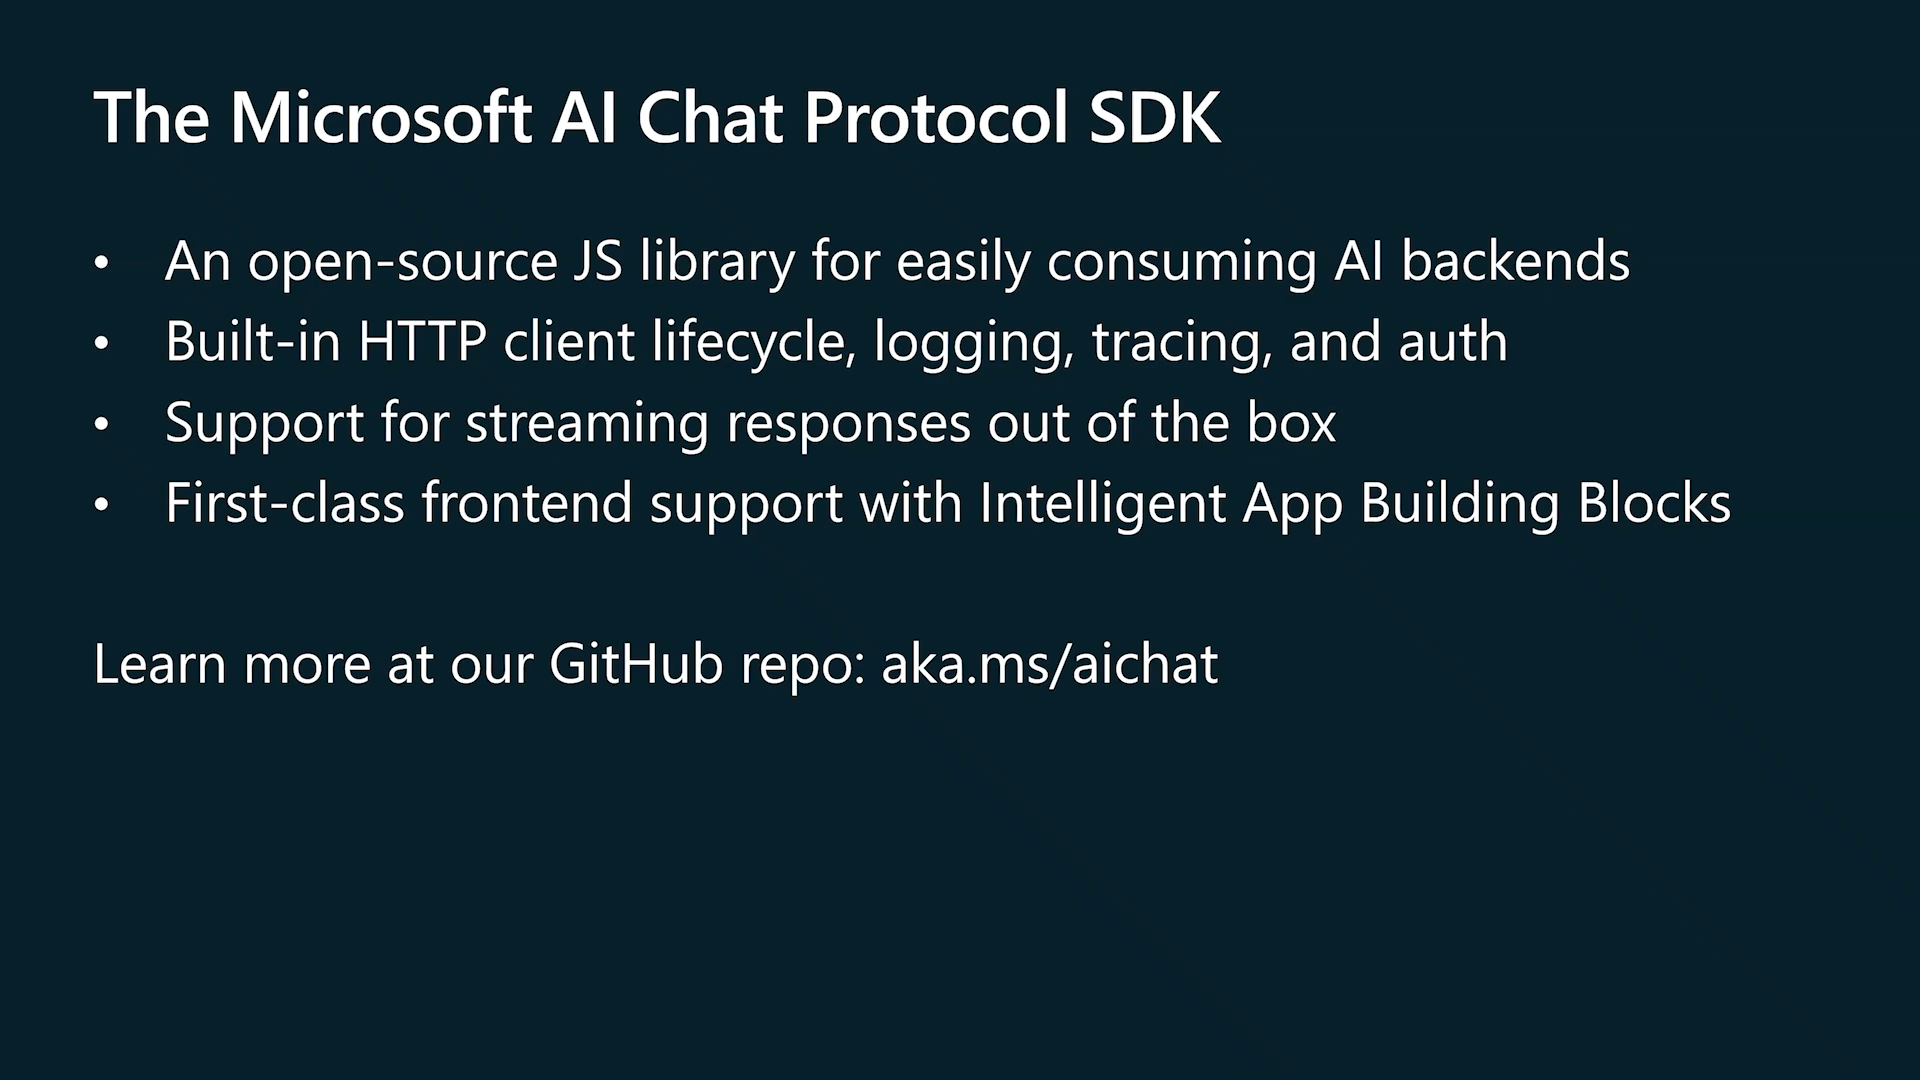 The Microsoft AI Chat Protocol SDK
• An open-source JS library for easily consuming AI backends
• Built-in HTTP client lifecycle, logging, tracing, and auth
• Support for streaming responses out of the box
• First-class frontend support with Intelligent App Building Blocks
Learn more at our GitHub repo: aka.ms/aichat